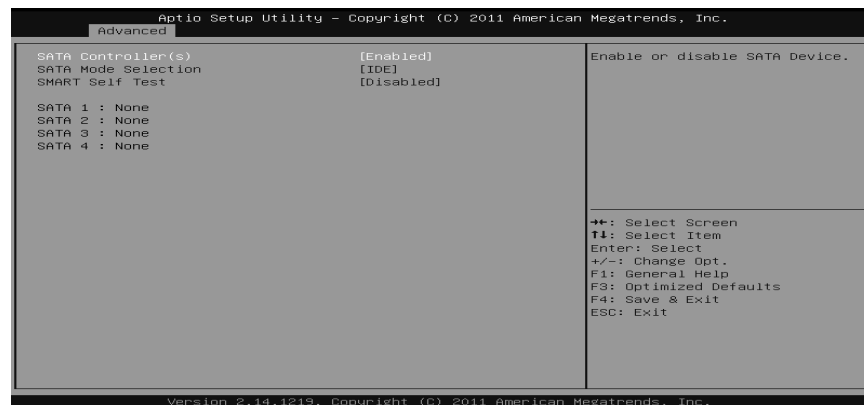 Aptio Setup Utility – Copyright (C) 2011 American Megatrends, Inc.
Advanced
SATA Controller(s) [Enabled]
SATA Mode Selection [IDE]
SMART Self Test [Disabled]
SATA 1 : None
SATA 2 : None
SATA 3 : None
SATA 4 : None
Enable or disable SATA Device.
→←: Select Screen
↑↓: Select Item
Enter: Select
+/-: Change Opt.
F1: General Help
F3: Optimized Defaults
F4: Save & Exit
ESC: Exit
Version 2.14.1219. Copyright (C) 2011 American Megatrends, Inc.